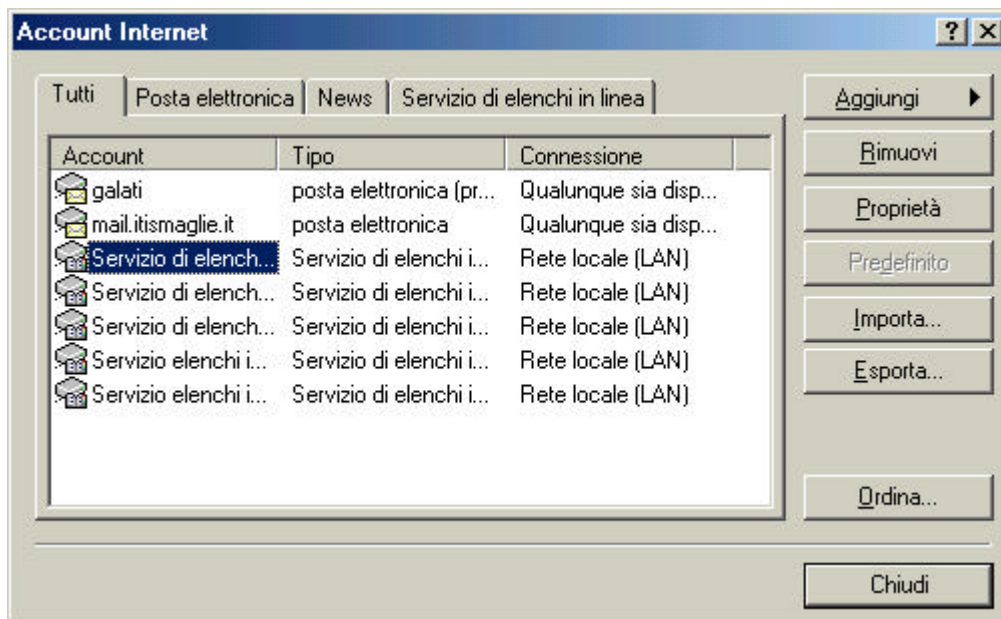 Account Internet
Tutti Posta elettronica News Servizio di elenchi in linea
Account Tipo Connessione
galati posta elettronica (pr... Qualunque sia disp...
mail.itismaglie.it posta elettronica Qualunque sia disp...
Servizio di elench... Servizio di elenchi i... Rete locale (LAN)
Servizio di elench... Servizio di elenchi i... Rete locale (LAN)
Servizio di elench... Servizio di elenchi i... Rete locale (LAN)
Servizio elenchi i... Servizio di elenchi i... Rete locale (LAN)
Servizio elenchi i... Servizio di elenchi i... Rete locale (LAN)
Aggiungi
Rimuovi
Proprietà
Predefinito
Importa...
Esporta...
Ordina...
Chiudi